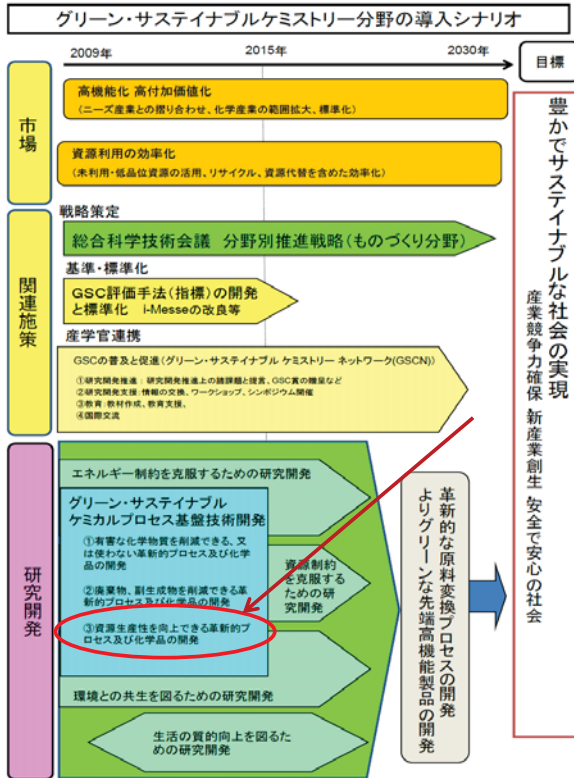 グリーン・サステイナブルケミストリー分野の導入シナリオ
2009年
2015年
2030年
目標
市場
高機能化 高付加価値化
(ニーズ産業との摺り合わせ、化学産業の範囲拡大、標準化)
資源利用の効率化
(未利用・低品位資源の活用、リサイクル、資源代替を含めた効率化)
関連施策
戦略策定
総合科学技術会議 分野別推進戦略(ものづくり分野)
基準・標準化
GSC評価手法(指標)の開発
と標準化 i-Messeの改良等
産学官連携
GSCの普及と促進(グリーン・サステイナブル ケミストリー ネットワーク(GSCN))
①研究開発推進：研究開発推進上の諸課題と提言、GSC賞の贈呈など
②研究開発支援:情報の交換、ワークショップ、シンポジウム開催
③教育:教材作成、教育支援、
④国際交流
研究開発
エネルギー制約を克服するための研究開発
グリーン・サステイナブル
ケミカルプロセス基盤技術開発
①有害な化学物質を削減できる、又
は使わない革新的プロセス及び化学
品の開発
②廃棄物、副生成物を削減できる革
新的プロセス及び化学品の開発
③資源生産性を向上できる革新的プ
ロセス及び化学品の開発
資源制約
を克服する
ための研
究開発
環境との共生を図るための研究開発
生活の質的向上を図るた
めの研究開発
革新的な原料変換プロセスの開発
よりグリーンな先端高機能製品の開発
豊かでサステイナブルな社会の実現
産業競争力確保 新産業創生 安全で安心の社会